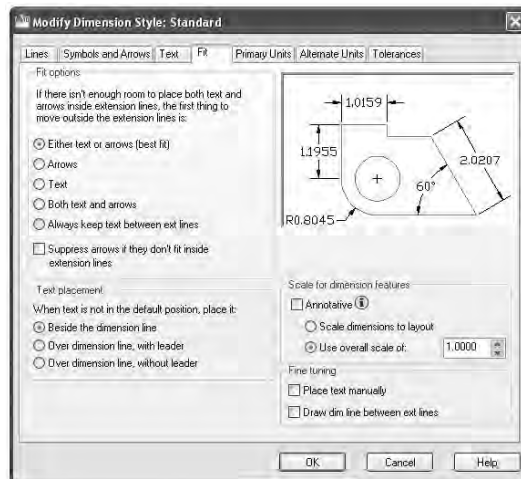 Modify Dimension Style: Standard
Lines Symbols and Arrows Text Fit Primary Units Alternate Units Tolerances
Fit options
If there isn't enough room to place both text and
arrows inside extension lines, the first thing to
move outside the extension lines is:
Either text or arrows (best fit)
Arrows
Text
Both text and arrows
Always keep text between ext lines
Suppress arrows if they don't fit inside
extension lines
Text placement
When text is not in the default position, place it:
Beside the dimension line
Over dimension line, with leader
Over dimension line, without leader
1.0159
1.1955
2.0207
60°
R0.8045
Scale for dimension features
Annotative
Scale dimensions to layout
Use overall scale of: 1.0000
Fine tuning
Place text manually
Draw dim line between ext lines
OK Cancel Help